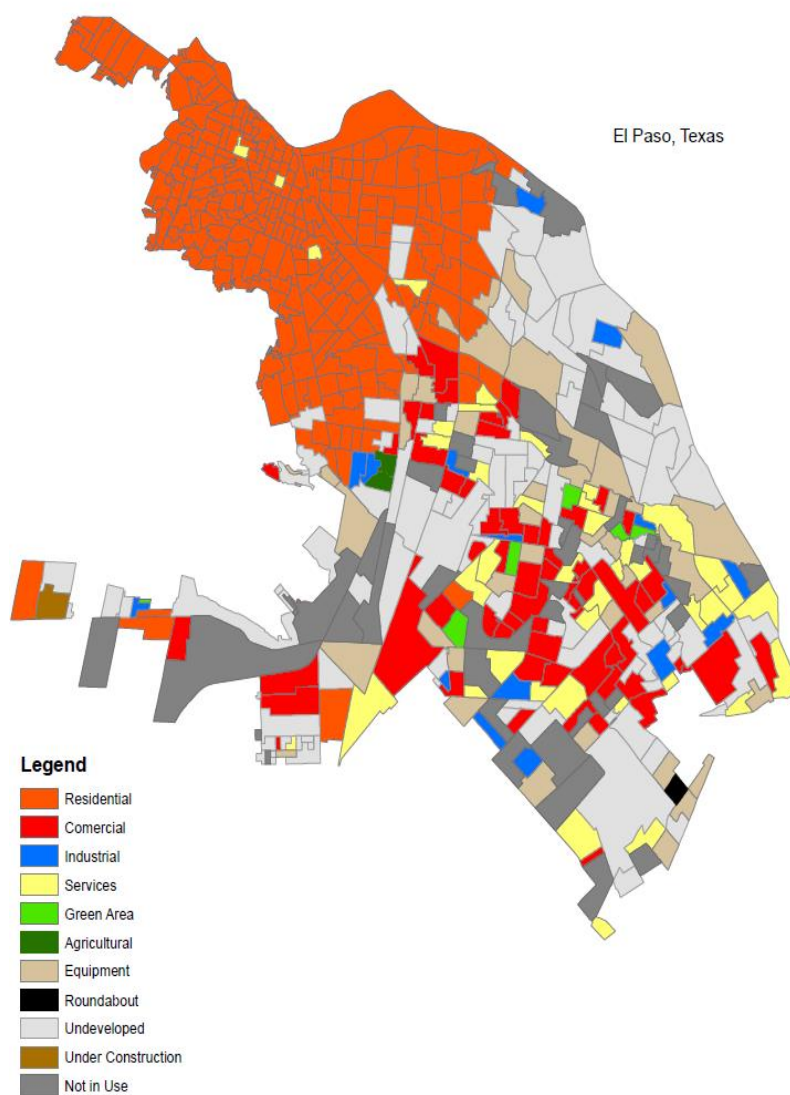 El Paso, Texas
Legend
Residential
Comercial
Industrial
Services
Green Area
Agricultural
Equipment
Roundabout
Undeveloped
Under Construction
Not in Use